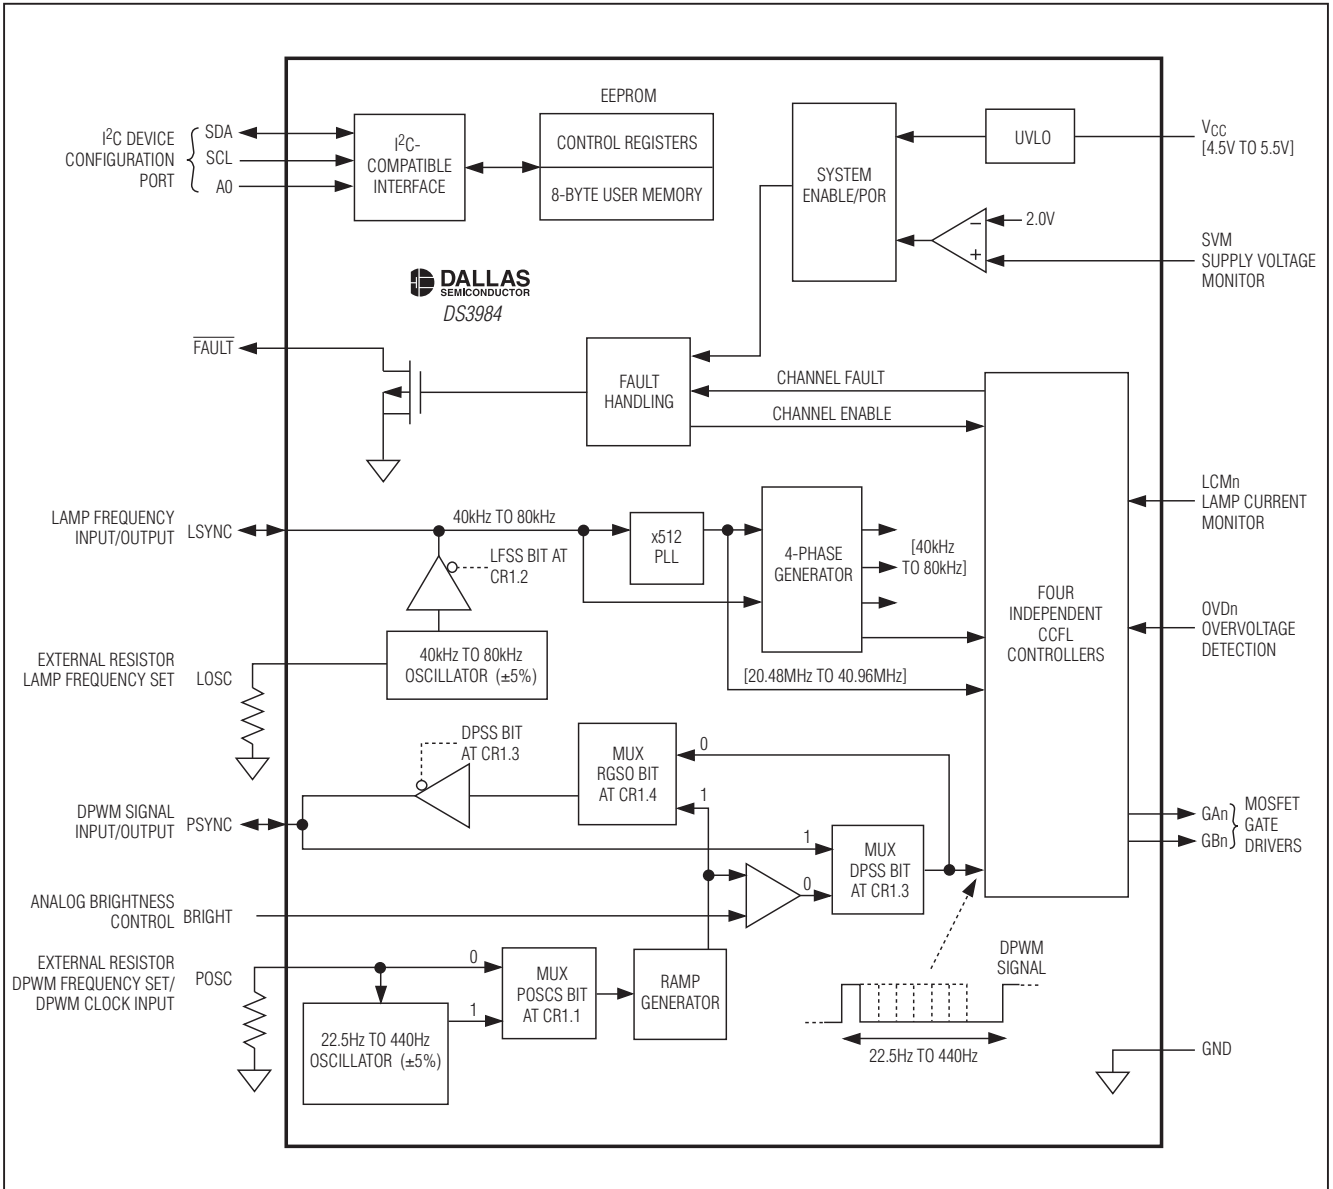 EEPROM
I2C DEVICE
CONFIGURATION
PORT
SDA
SCL
A0
I2C-
COMPATIBLE
INTERFACE
CONTROL REGISTERS
8-BYTE USER MEMORY
SYSTEM
ENABLE/POR
UVLO
VCC
[4.5V TO 5.5V]
2.0V
−
+
SVM
SUPPLY VOLTAGE
MONITOR
DALLAS
SEMICONDUCTOR
DS3984
FAULT
FAULT
HANDLING
CHANNEL FAULT
CHANNEL ENABLE
LCMn
LAMP CURRENT
MONITOR
LAMP FREQUENCY
INPUT/OUTPUT
LSYNC
40kHz TO 80kHz
x512
PLL
4-PHASE
GENERATOR
[40kHz
TO 80kHz]
LFSS BIT AT
CR1.2
FOUR
INDEPENDENT
CCFL
CONTROLLERS
OVDn
OVERVOLTAGE
DETECTION
EXTERNAL RESISTOR
LAMP FREQUENCY SET
LOSC
40kHz TO 80kHz
OSCILLATOR (±5%)
[20.48MHz TO 40.96MHz]
DPSS BIT
AT CR1.3
MUX
RGSO BIT
AT CR1.4
0
1
DPWM SIGNAL
INPUT/OUTPUT
PSYNC
GAn
GBn
MOSFET
GATE
DRIVERS
1
0
MUX
DPSS BIT
AT CR1.3
ANALOG BRIGHTNESS
CONTROL
BRIGHT
EXTERNAL RESISTOR
DPWM FREQUENCY SET/
DPWM CLOCK INPUT
POSC
0
1
MUX
POSCS BIT
AT CR1.1
RAMP
GENERATOR
22.5Hz TO 440Hz
OSCILLATOR (±5%)
DPWM
SIGNAL
22.5Hz TO 440Hz
GND